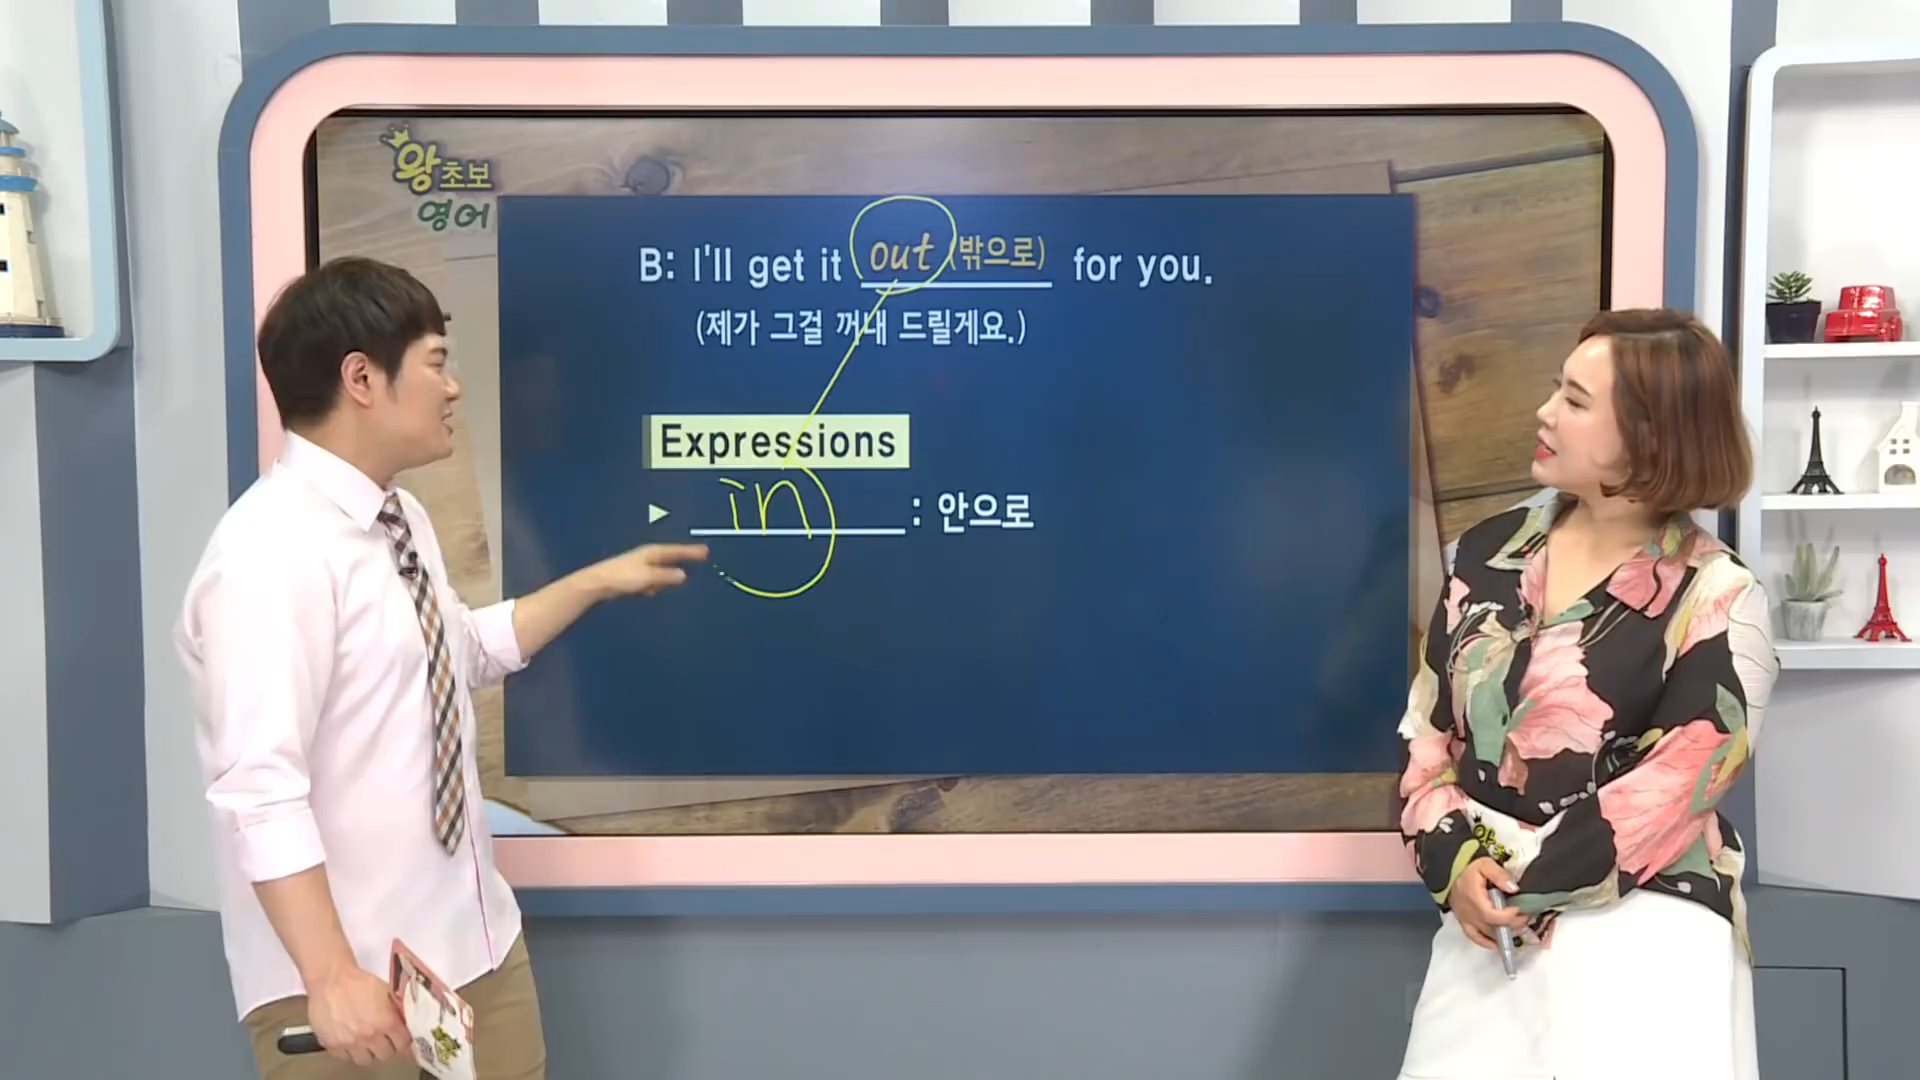 왕초보
영어
B: I'll get it out (밖으로) for you.
(제가 그걸 꺼내 드릴게요.)
Expressions
▶ in : 안으로